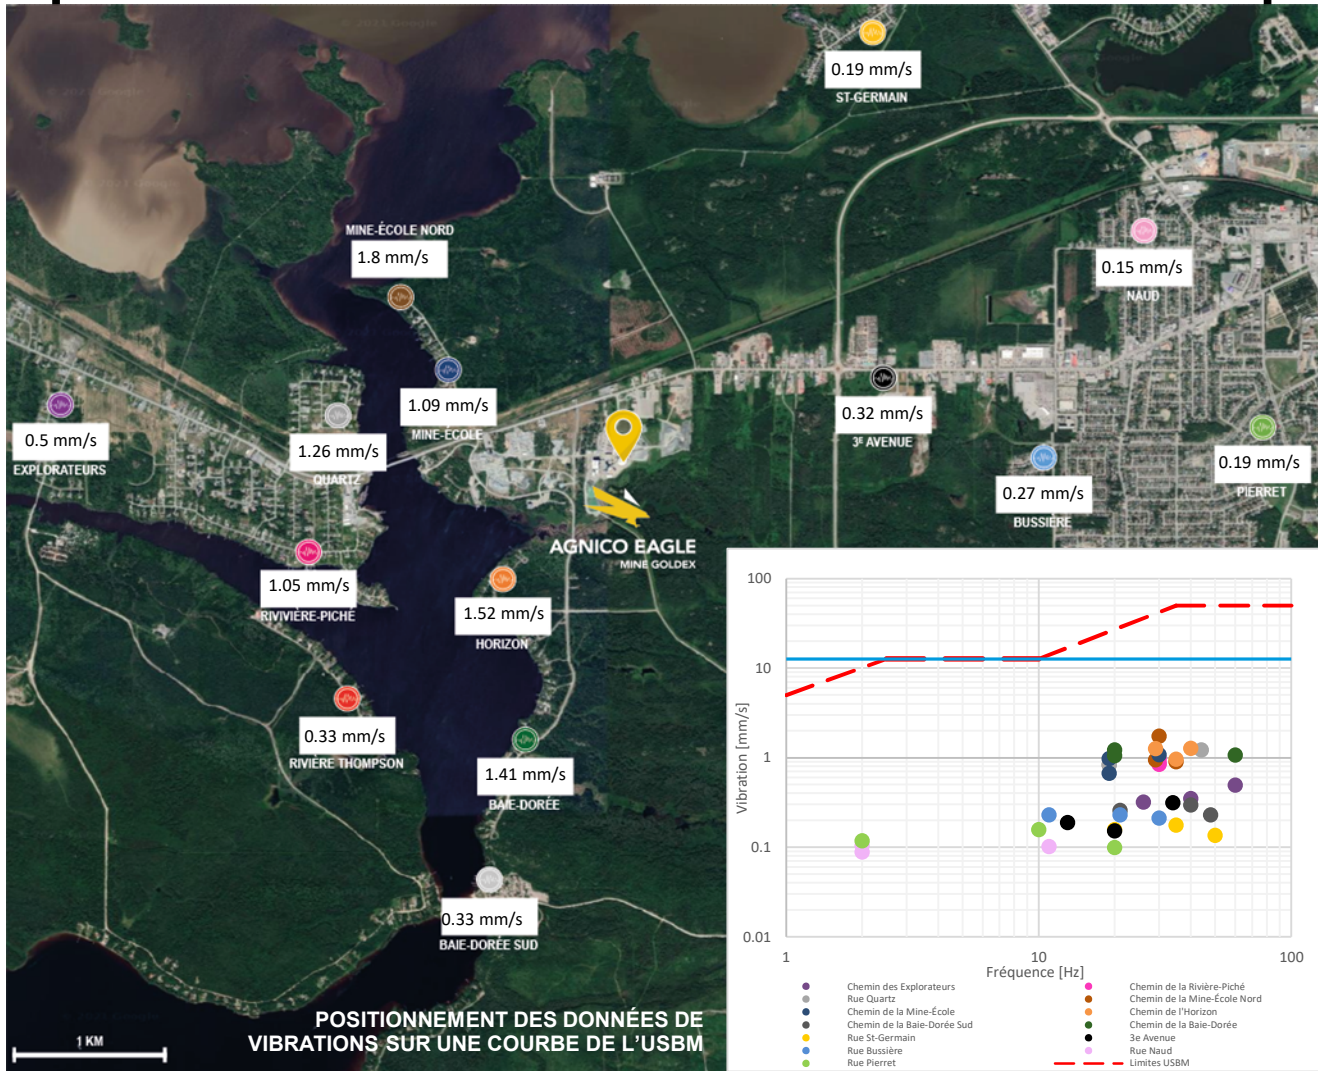 0.19 mm/s
ST-GERMAIN
MINE-ÉCOLE NORD
1.8 mm/s
0.15 mm/s
NAUD
1.09 mm/s
MINE-ÉCOLE
0.32 mm/s
3E AVENUE
0.5 mm/s
EXPLORATEURS
1.26 mm/s
QUARTZ
0.19 mm/s
PIERRET
0.27 mm/s
BUSSIÈRE
AGNICO EAGLE
MINE GOLDEX
1.05 mm/s
RIVIVIÈRE-PICHÉ
1.52 mm/s
HORIZON
0.33 mm/s
RIVIÈRE THOMPSON
1.41 mm/s
BAIE-DORÉE
0.33 mm/s
BAIE-DORÉE SUD
POSITIONNEMENT DES DONNÉES DE
VIBRATIONS SUR UNE COURBE DE L'USBM
1 KM
Vibration [mm/s]
100
10
1
0.1
0.01
1
10
100
Fréquence [Hz]
Chemin des Explorateurs
Chemin de la Rivière-Piché
Rue Quartz
Chemin de la Mine-École Nord
Chemin de la Mine-École
Chemin de l'Horizon
Chemin de la Baie-Dorée Sud
Chemin de la Baie-Dorée
Rue St-Germain
3e Avenue
Rue Bussière
Rue Naud
Rue Pierret
Limites USBM